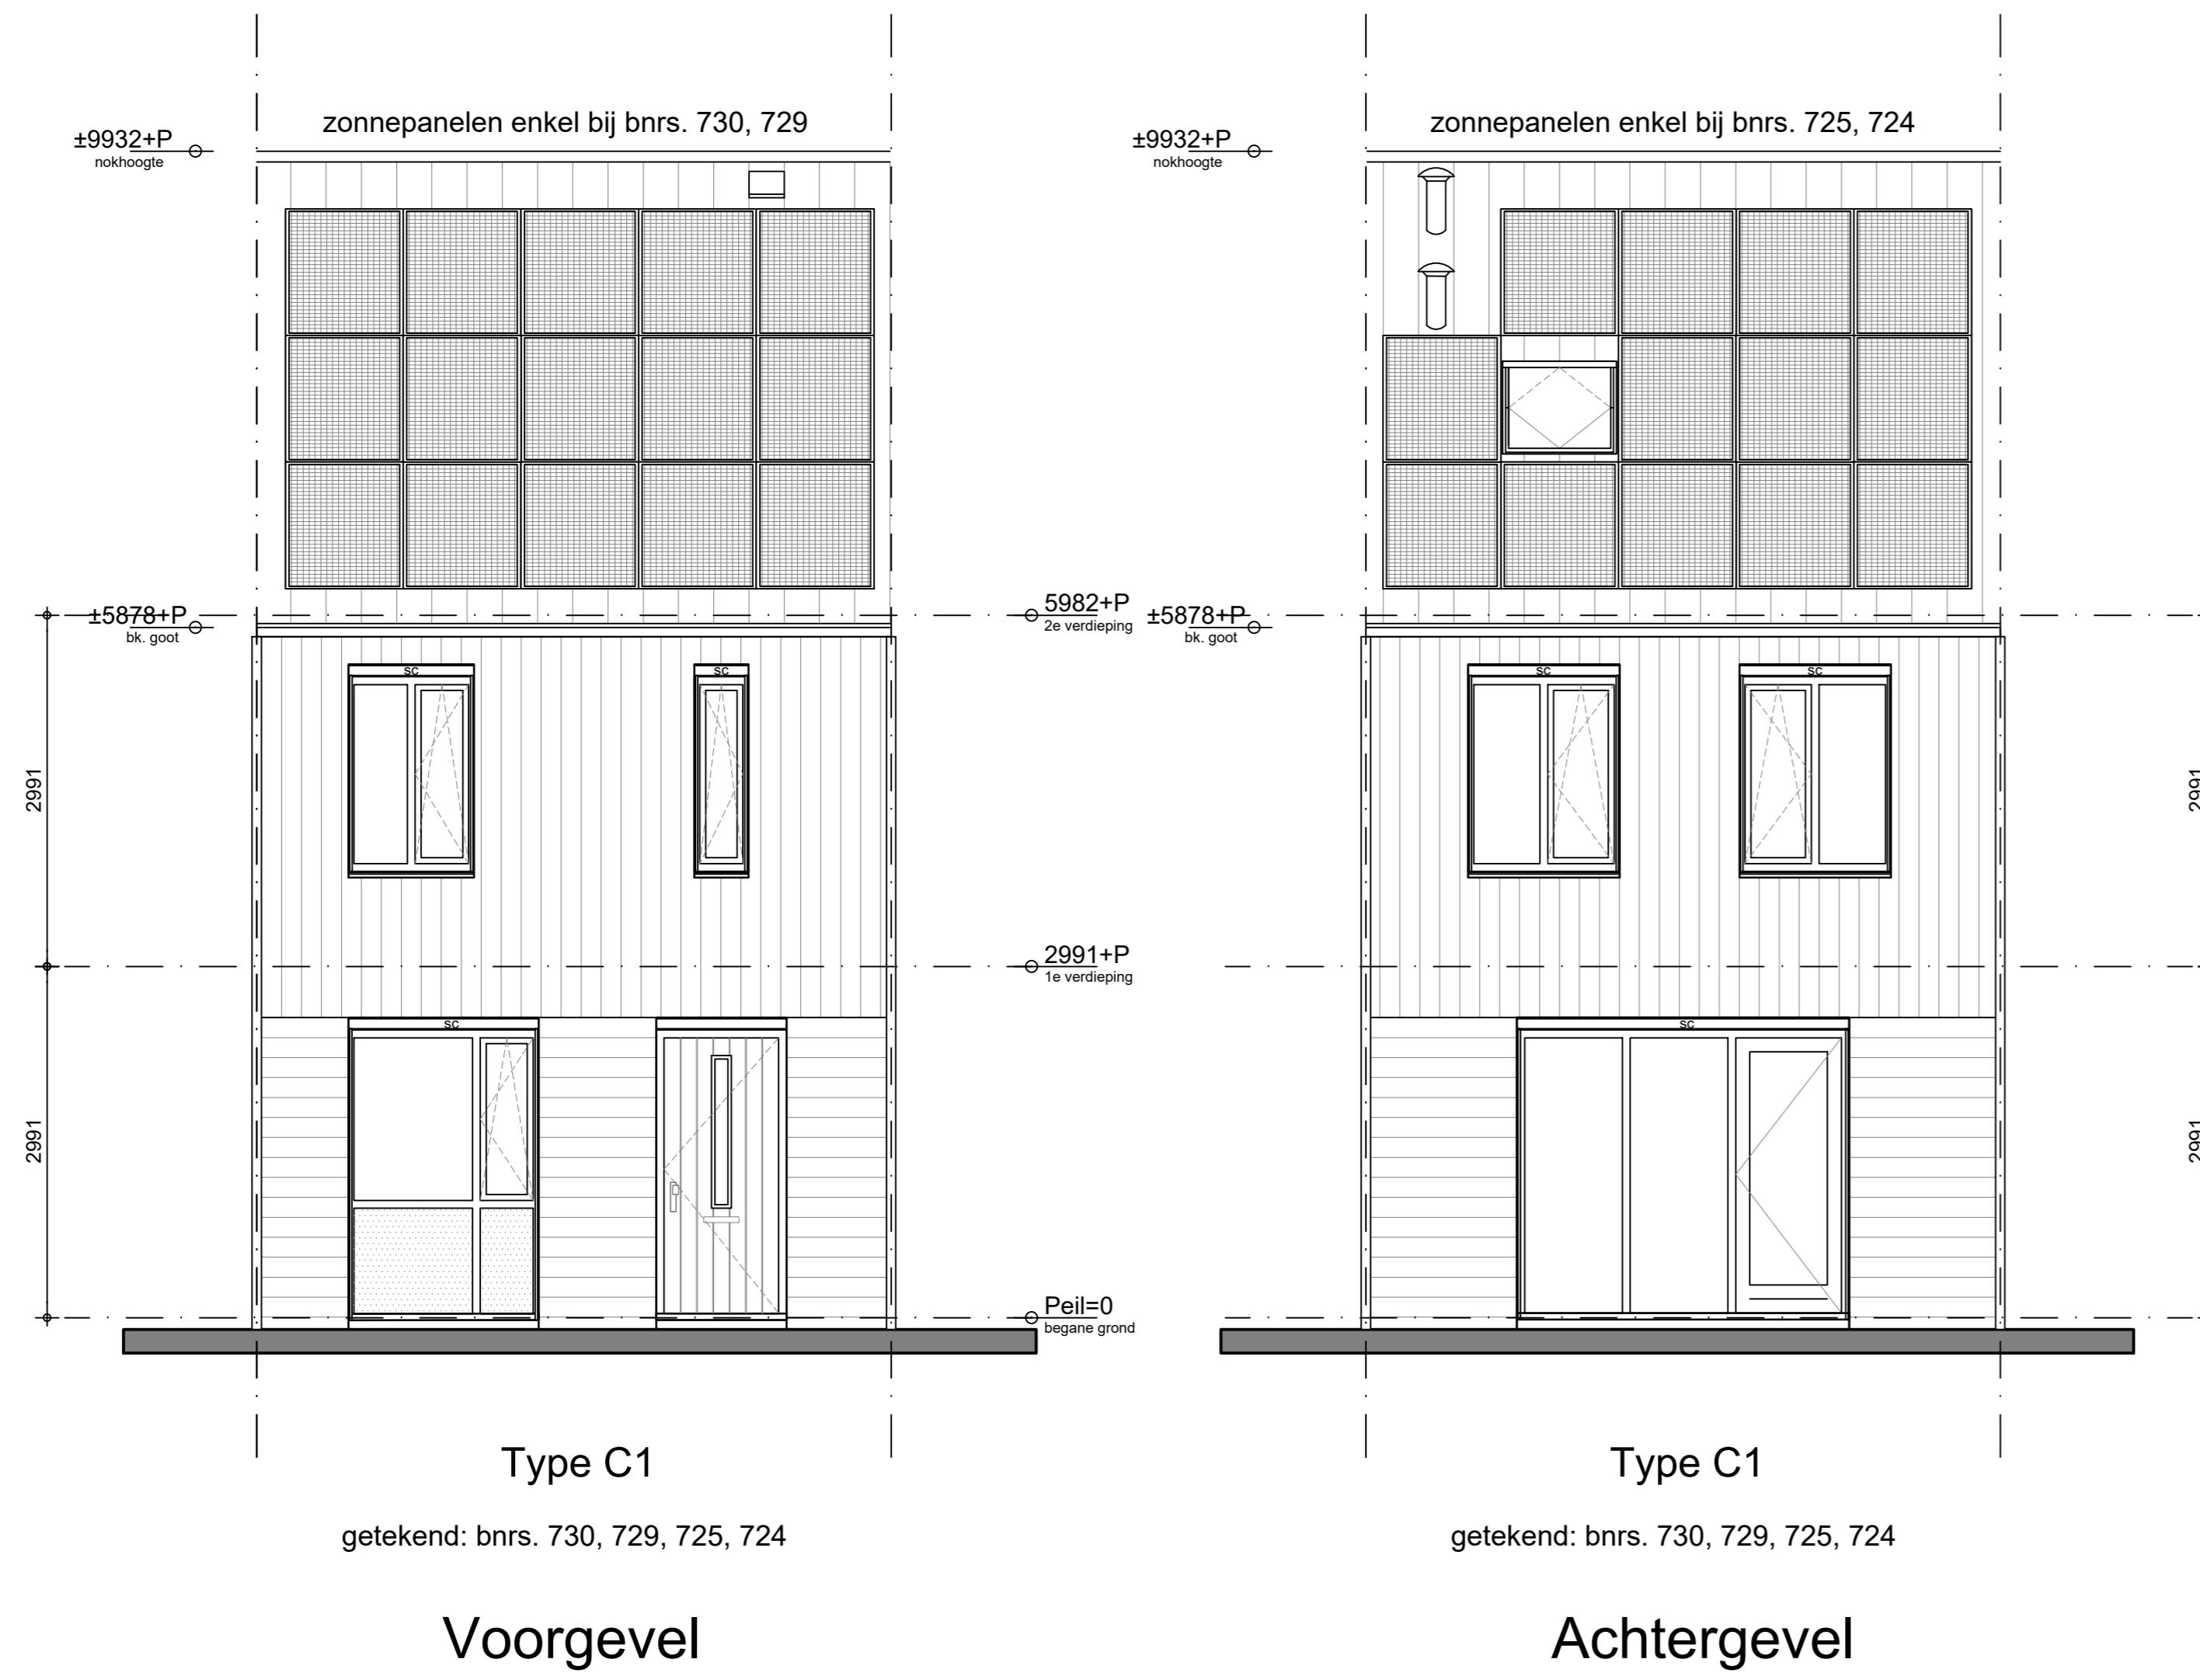 zonnepanelen enkel bij bnrs. 730, 729
zonnepanelen enkel bij bnrs. 725, 724
±9932+P
nokhoogte
±9932+P
nokhoogte
5982+P
2e verdieping
±5878+P
bk. goot
±5878+P
bk. goot
sc
sc
sc
sc
2991
2991
2991+P
1e verdieping
sc
sc
2991
2991
Peil=0
begane grond
Type C1
Type C1
getekend: bnrs. 730, 729, 725, 724
getekend: bnrs. 730, 729, 725, 724
Voorgevel
Achtergevel